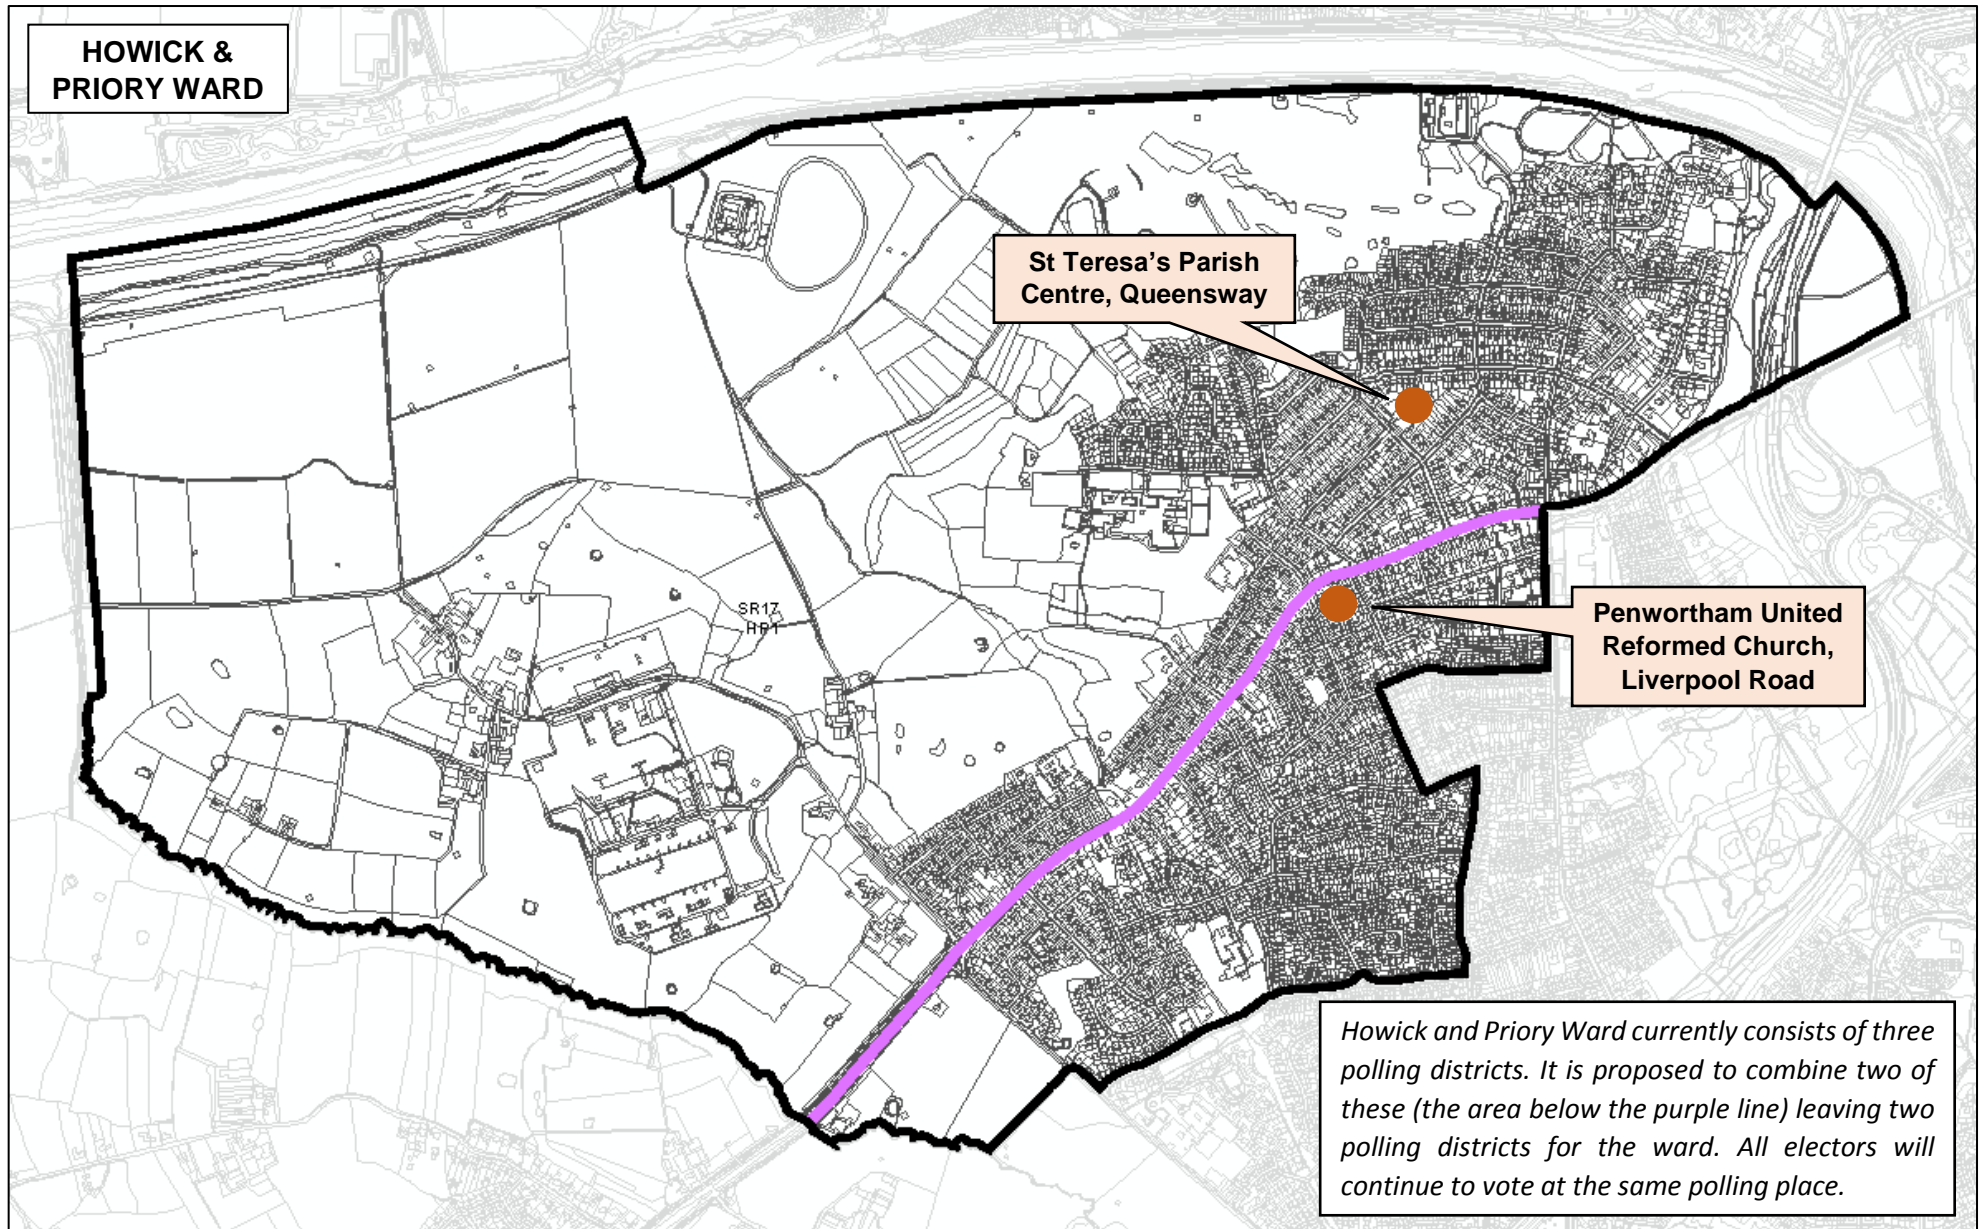 HOWICK &
PRIORY WARD
St Teresa’s Parish
Centre, Queensway
SR17
HP1
Penwortham United
Reformed Church,
Liverpool Road
Howick and Priory Ward currently consists of three
polling districts. It is proposed to combine two of
these (the area below the purple line) leaving two
polling districts for the ward. All electors will
continue to vote at the same polling place.